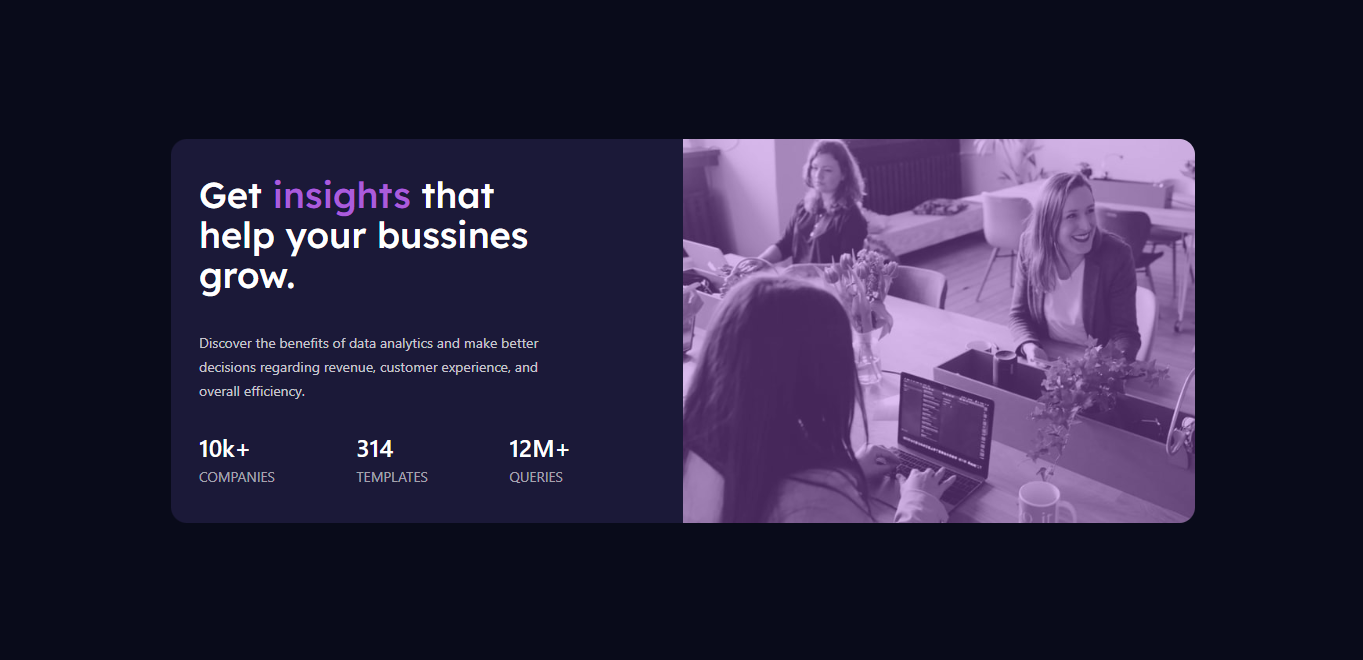 Get insights that
help your bussines
grow.
Discover the benefits of data analytics and make better
decisions regarding revenue, customer experience, and
overall efficiency.
10k+ 314 12M+
COMPANIES TEMPLATES QUERIES